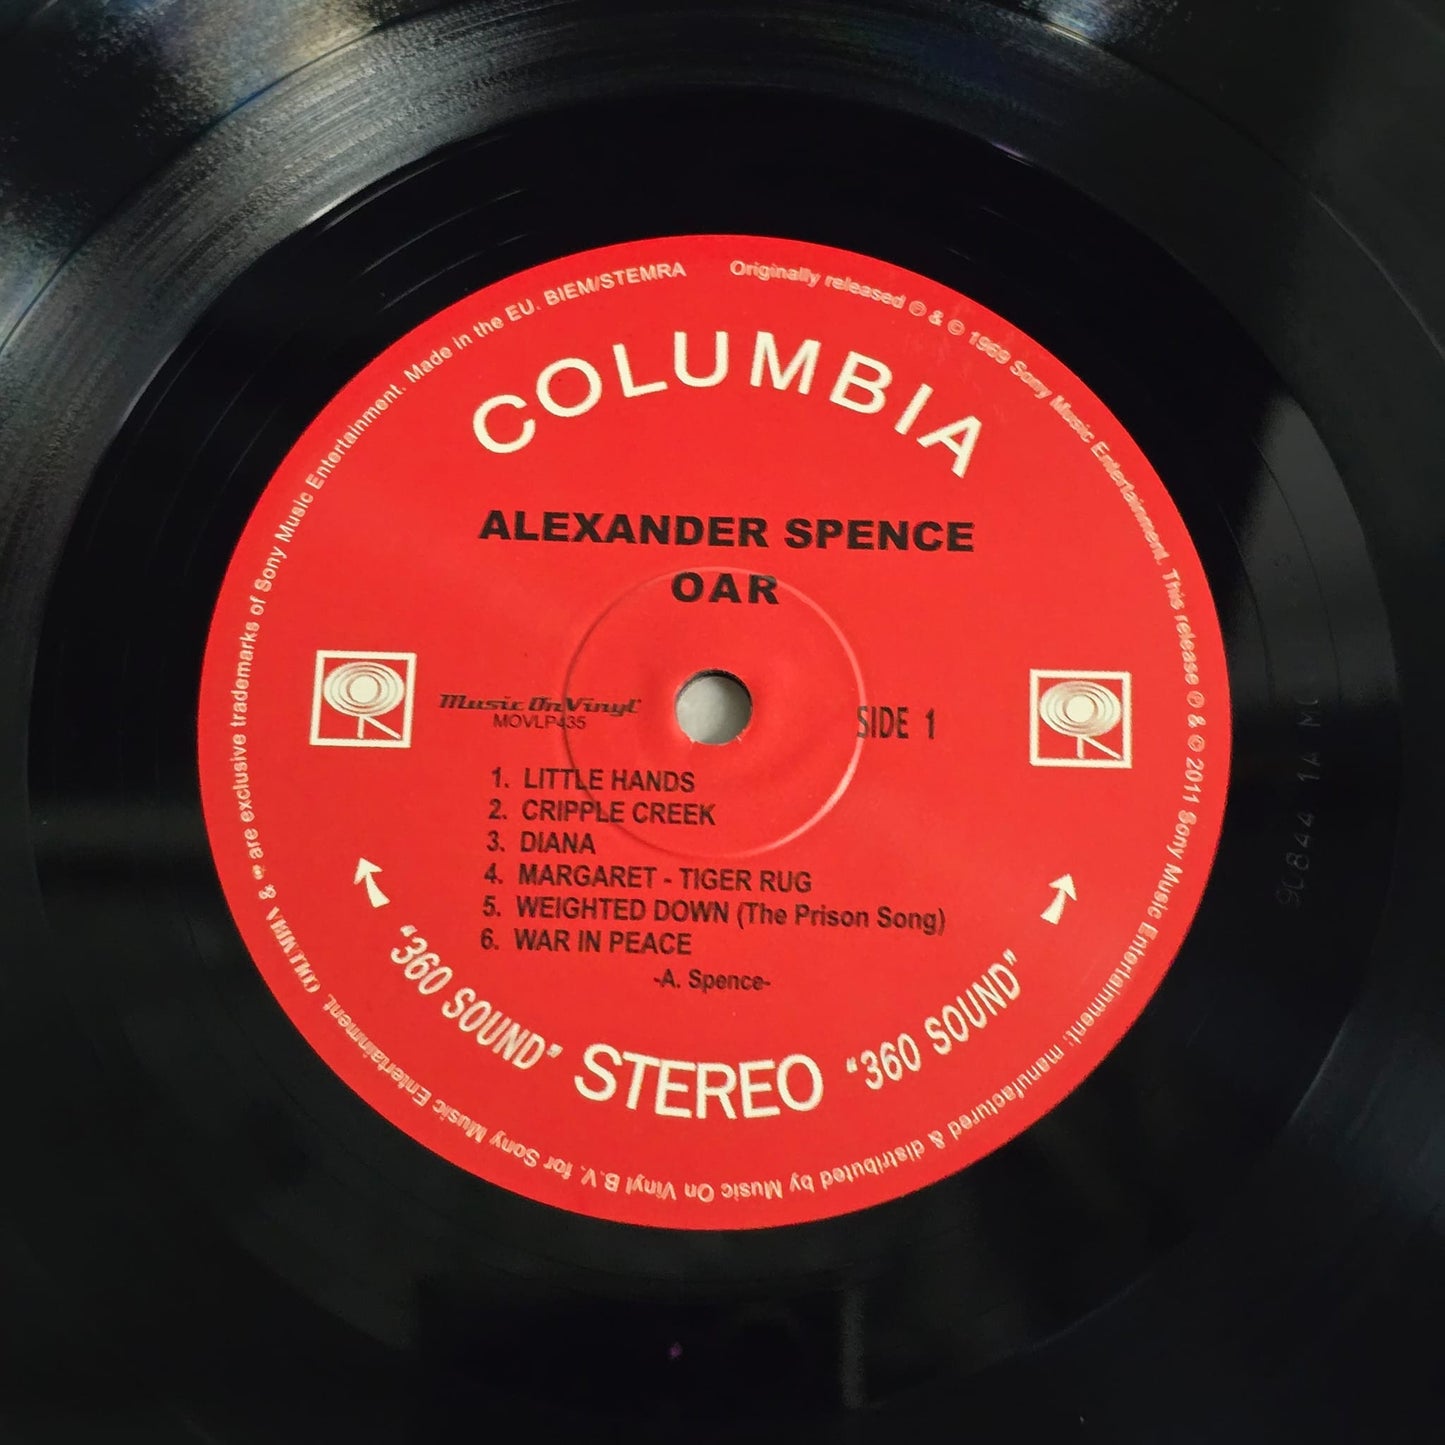 COLUMBIA
ALEXANDER SPENCE
OAR
Music On Vinyl
MOVLP435
SIDE 1
1. LITTLE HANDS
2. CRIPPLE CREEK
3. DIANA
4. MARGARET - TIGER RUG
5. WEIGHTED DOWN (The Prison Song)
6. WAR IN PEACE
-A. Spence-
"360 SOUND" STEREO "360 SOUND"
Originally released ℗ & © 1969 Sony Music Entertainment. This release ℗ & © 2011 Sony Music Entertainment: manufactured & distributed by Music On Vinyl B.V. for Sony Music Entertainment. COLUMBIA & are exclusive trademarks of Sony Music Entertainment. Made in the EU. BIEM/STEMRA
90844 1A